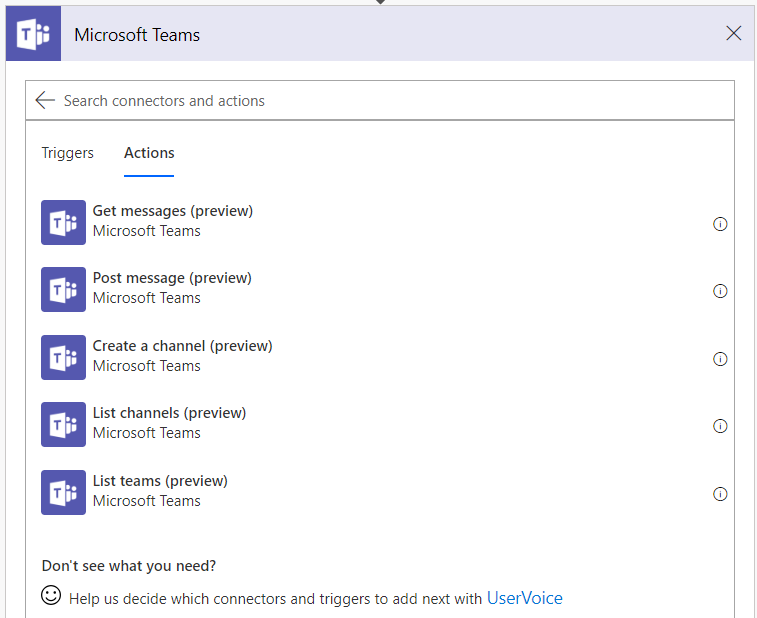 Microsoft Teams
Search connectors and actions
Triggers Actions
Get messages (preview)
Microsoft Teams
Post message (preview)
Microsoft Teams
Create a channel (preview)
Microsoft Teams
List channels (preview)
Microsoft Teams
List teams (preview)
Microsoft Teams
Don't see what you need?
Help us decide which connectors and triggers to add next with UserVoice